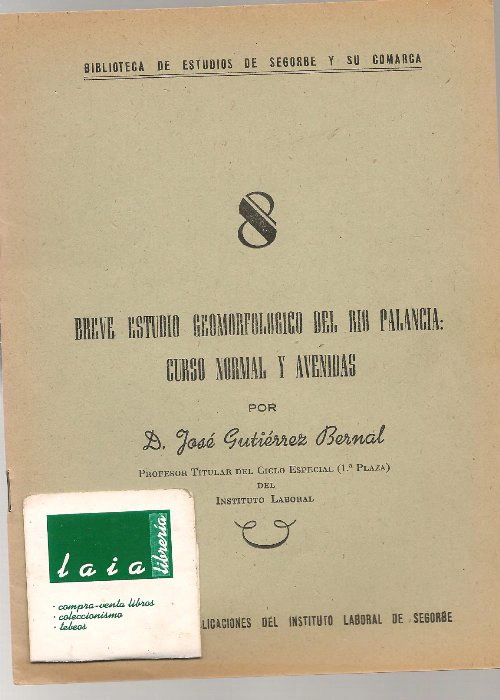 BIBLIOTECA DE ESTUDIOS DE SEGORBE Y SU COMARCA
8
BREVE ESTUDIO GEOMORFOLOGICO DEL RIO PALANCIA:
CURSO NORMAL Y AVENIDAS
POR
D. José Gutiérrez Bernal
PROFESOR TITULAR DEL CICLO ESPECIAL (1.ª PLAZA)
DEL
INSTITUTO LABORAL
laia
librería
· compra-venta libros
· coleccionismo
· tebeos
LICACIONES DEL INSTITUTO LABORAL DE SEGORBE